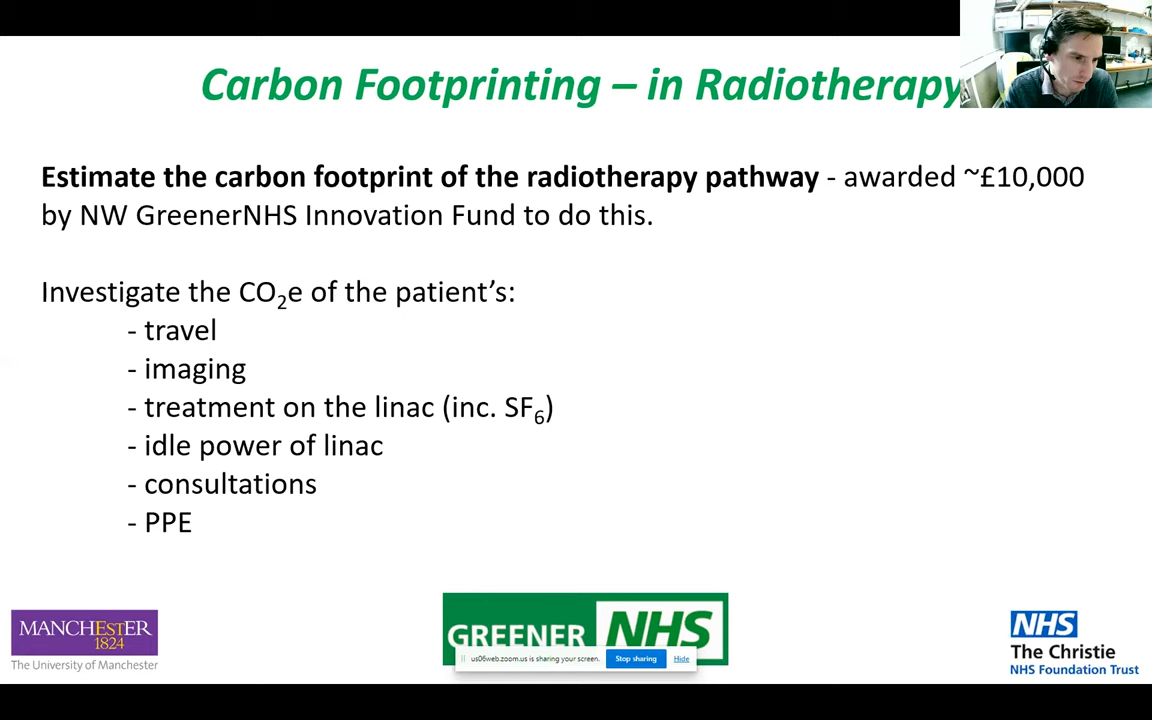 Carbon Footprinting – in Radiotherapy
Estimate the carbon footprint of the radiotherapy pathway - awarded ~£10,000
by NW GreenerNHS Innovation Fund to do this.
Investigate the CO₂e of the patient’s:
- travel
- imaging
- treatment on the linac (inc. SF₆)
- idle power of linac
- consultations
- PPE
MANCHESTER
1824
The University of Manchester
GREENER NHS
us06web.zoom.us is sharing your screen. Stop sharing Hide
NHS
The Christie
NHS Foundation Trust